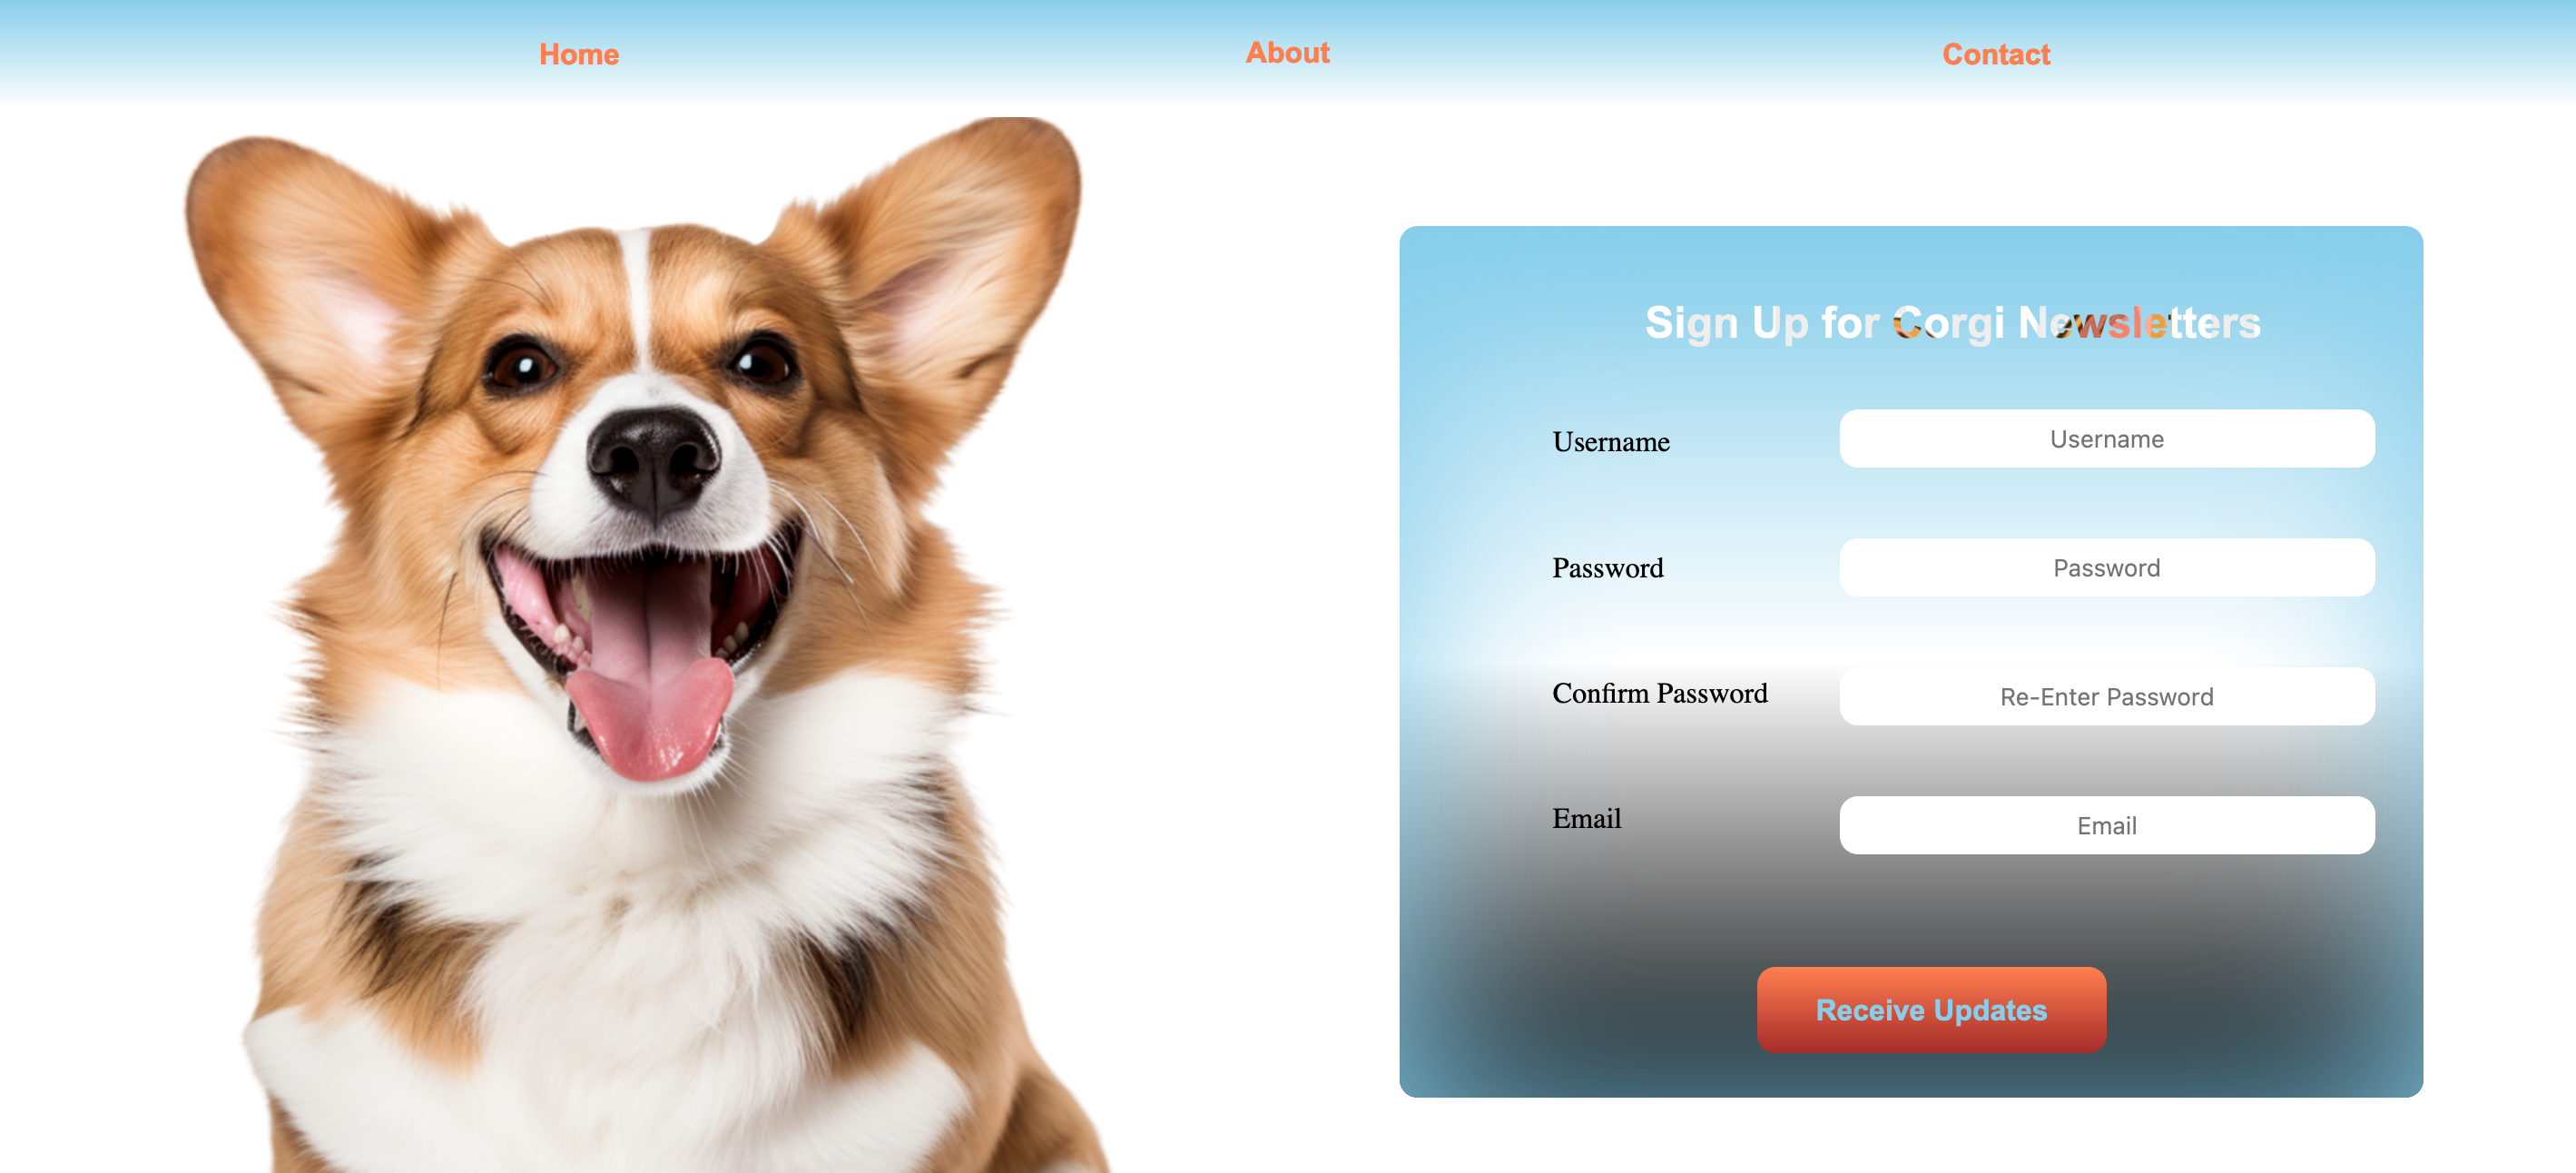 Home About Contact
Sign Up for Corgi Newsletters
Username Username
Password Password
Confirm Password Re-Enter Password
Email Email
Receive Updates